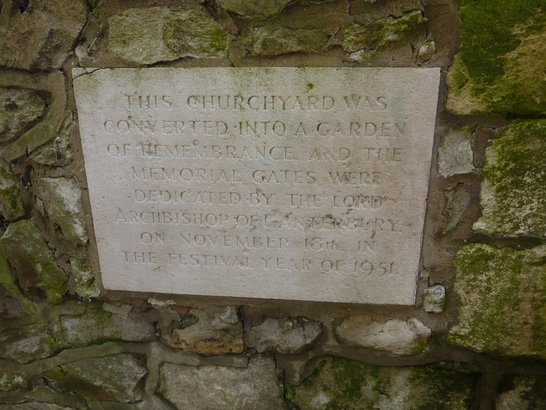 THIS CHURCHYARD WAS
CONVERTED INTO A GARDEN
OF REMEMBRANCE AND THE
MEMORIAL GATES WERE
DEDICATED BY THE LORD
ARCHBISHOP OF CANTERBURY
ON NOVEMBER 18th IN
THE FESTIVAL YEAR OF 1951.